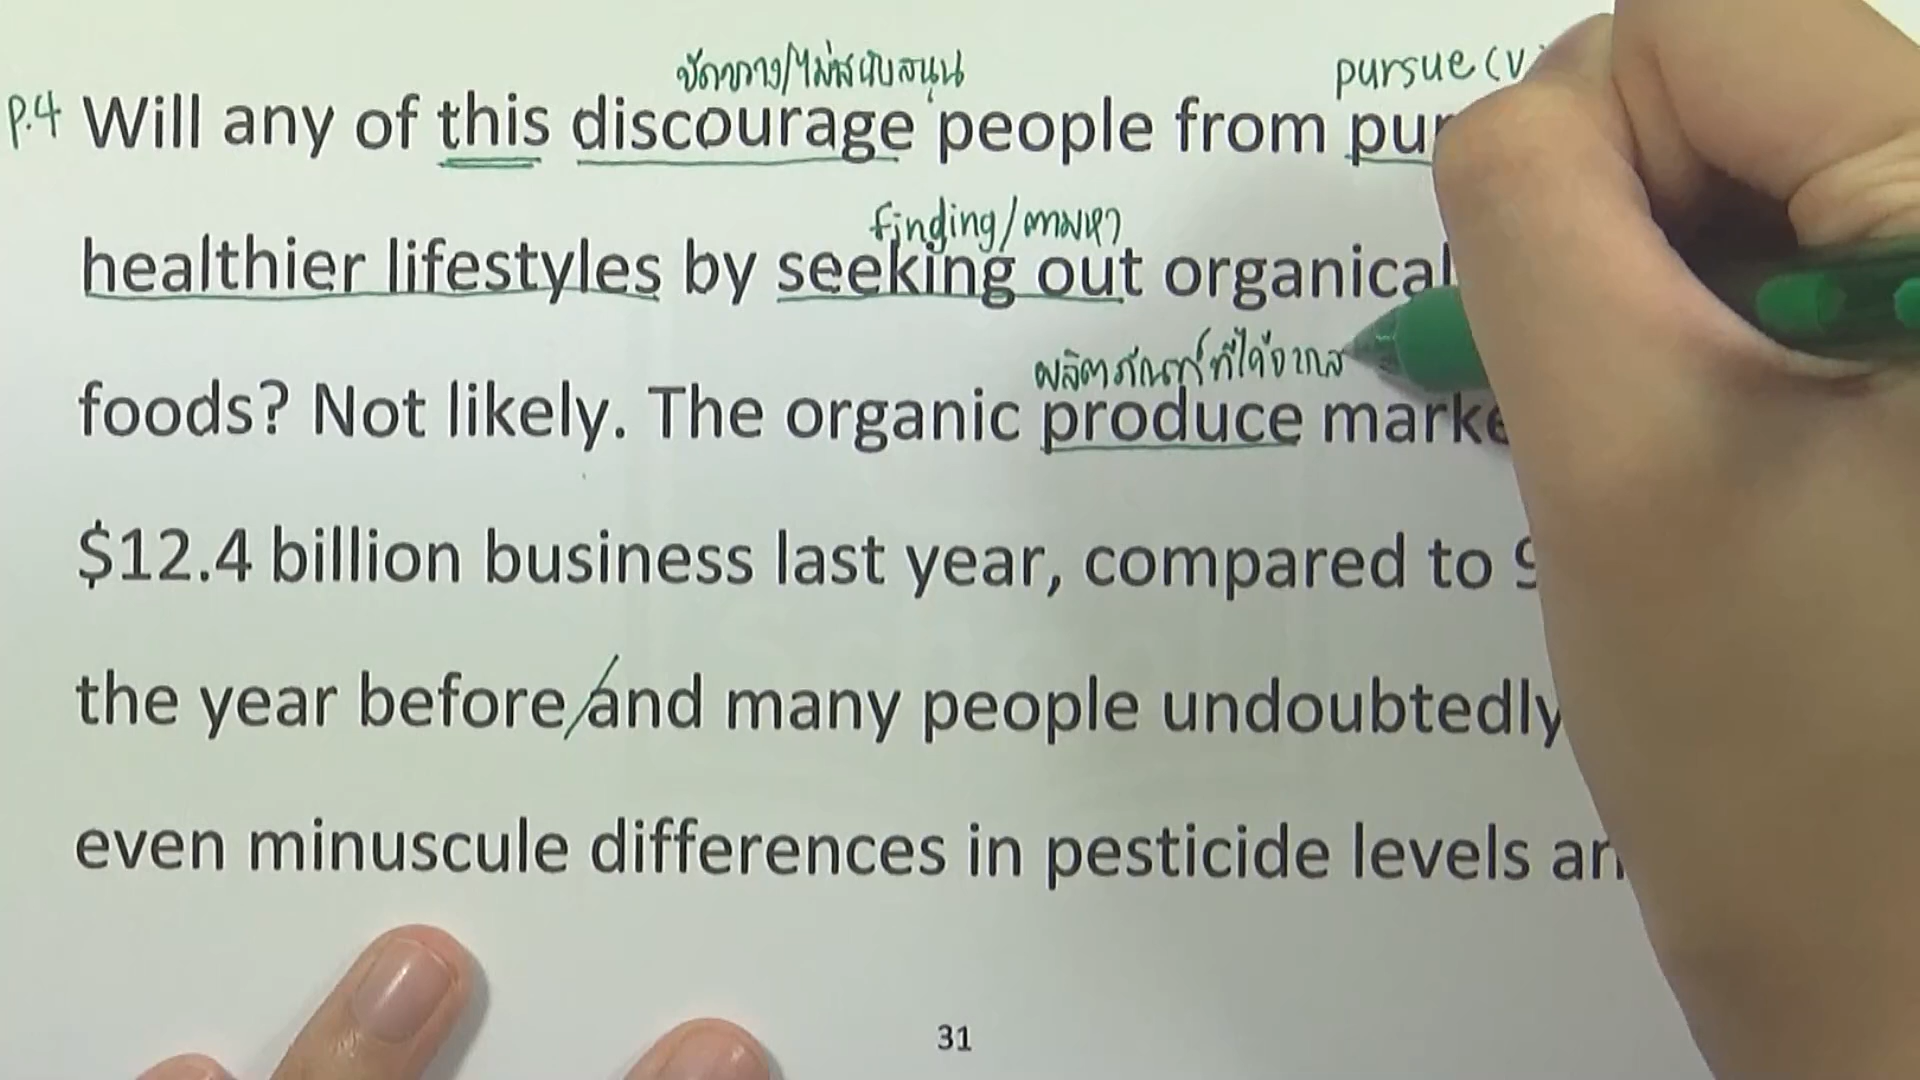 ขัดขวาง/ไม่สนับสนุน pursue (v
P.4 Will any of this discourage people from pu
finding/ตามหา
healthier lifestyles by seeking out organical
ผลิตภัณฑ์ที่ได้จากส
foods? Not likely. The organic produce marke
$12.4 billion business last year, compared to 9
the year before/and many people undoubtedly
even minuscule differences in pesticide levels an
31